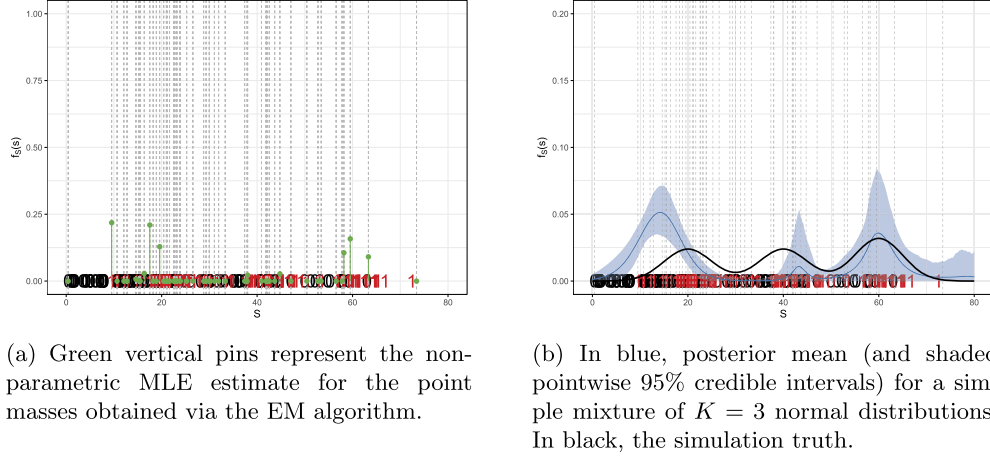 1.00
0.75
0.50
0.25
0.00
f_S(s)
0
20
40
60
80
S
0.20
0.15
0.10
0.05
0.00
f_S(s)
0
20
40
60
80
S
(a) Green vertical pins represent the non-
parametric MLE estimate for the point
masses obtained via the EM algorithm.
(b) In blue, posterior mean (and shaded
pointwise 95% credible intervals) for a sim-
ple mixture of K = 3 normal distributions
In black, the simulation truth.